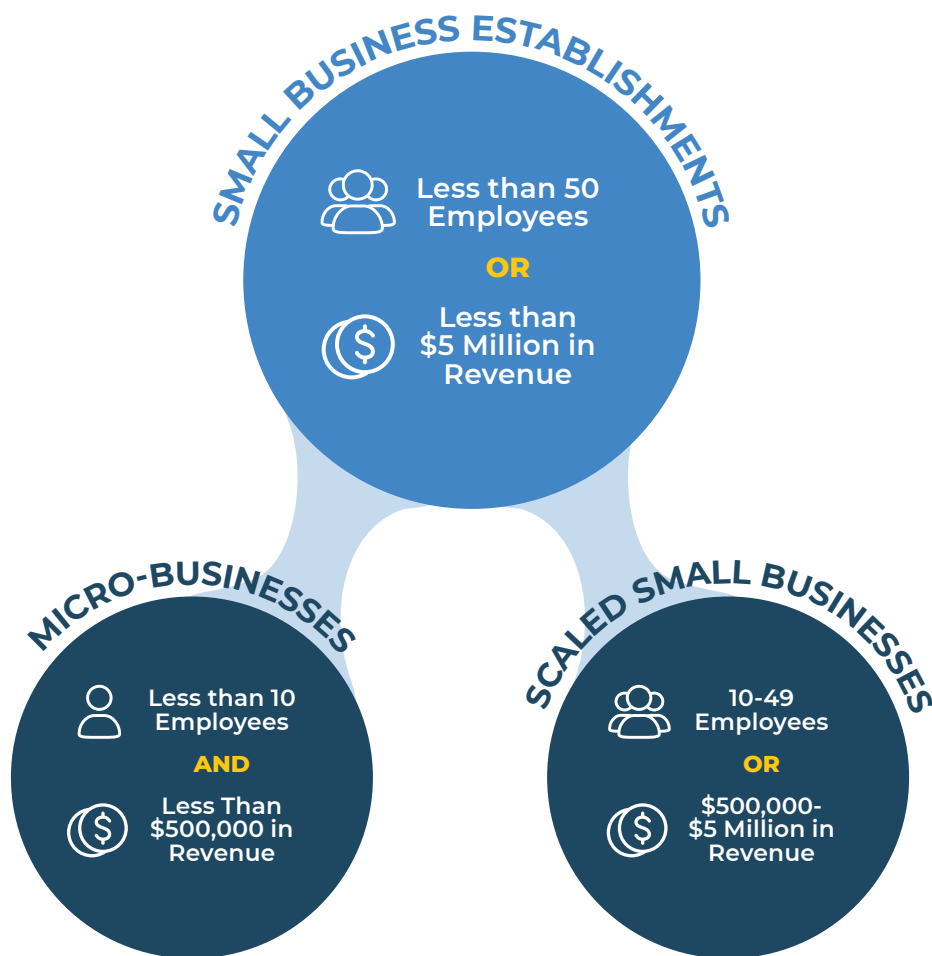 SMALL BUSINESS ESTABLISHMENTS
Less than 50
Employees
OR
Less than
$5 Million in
Revenue
MICRO-BUSINESSES
Less than 10
Employees
AND
Less Than
$500,000 in
Revenue
SCALED SMALL BUSINESSES
10-49
Employees
OR
$500,000-
$5 Million in
Revenue